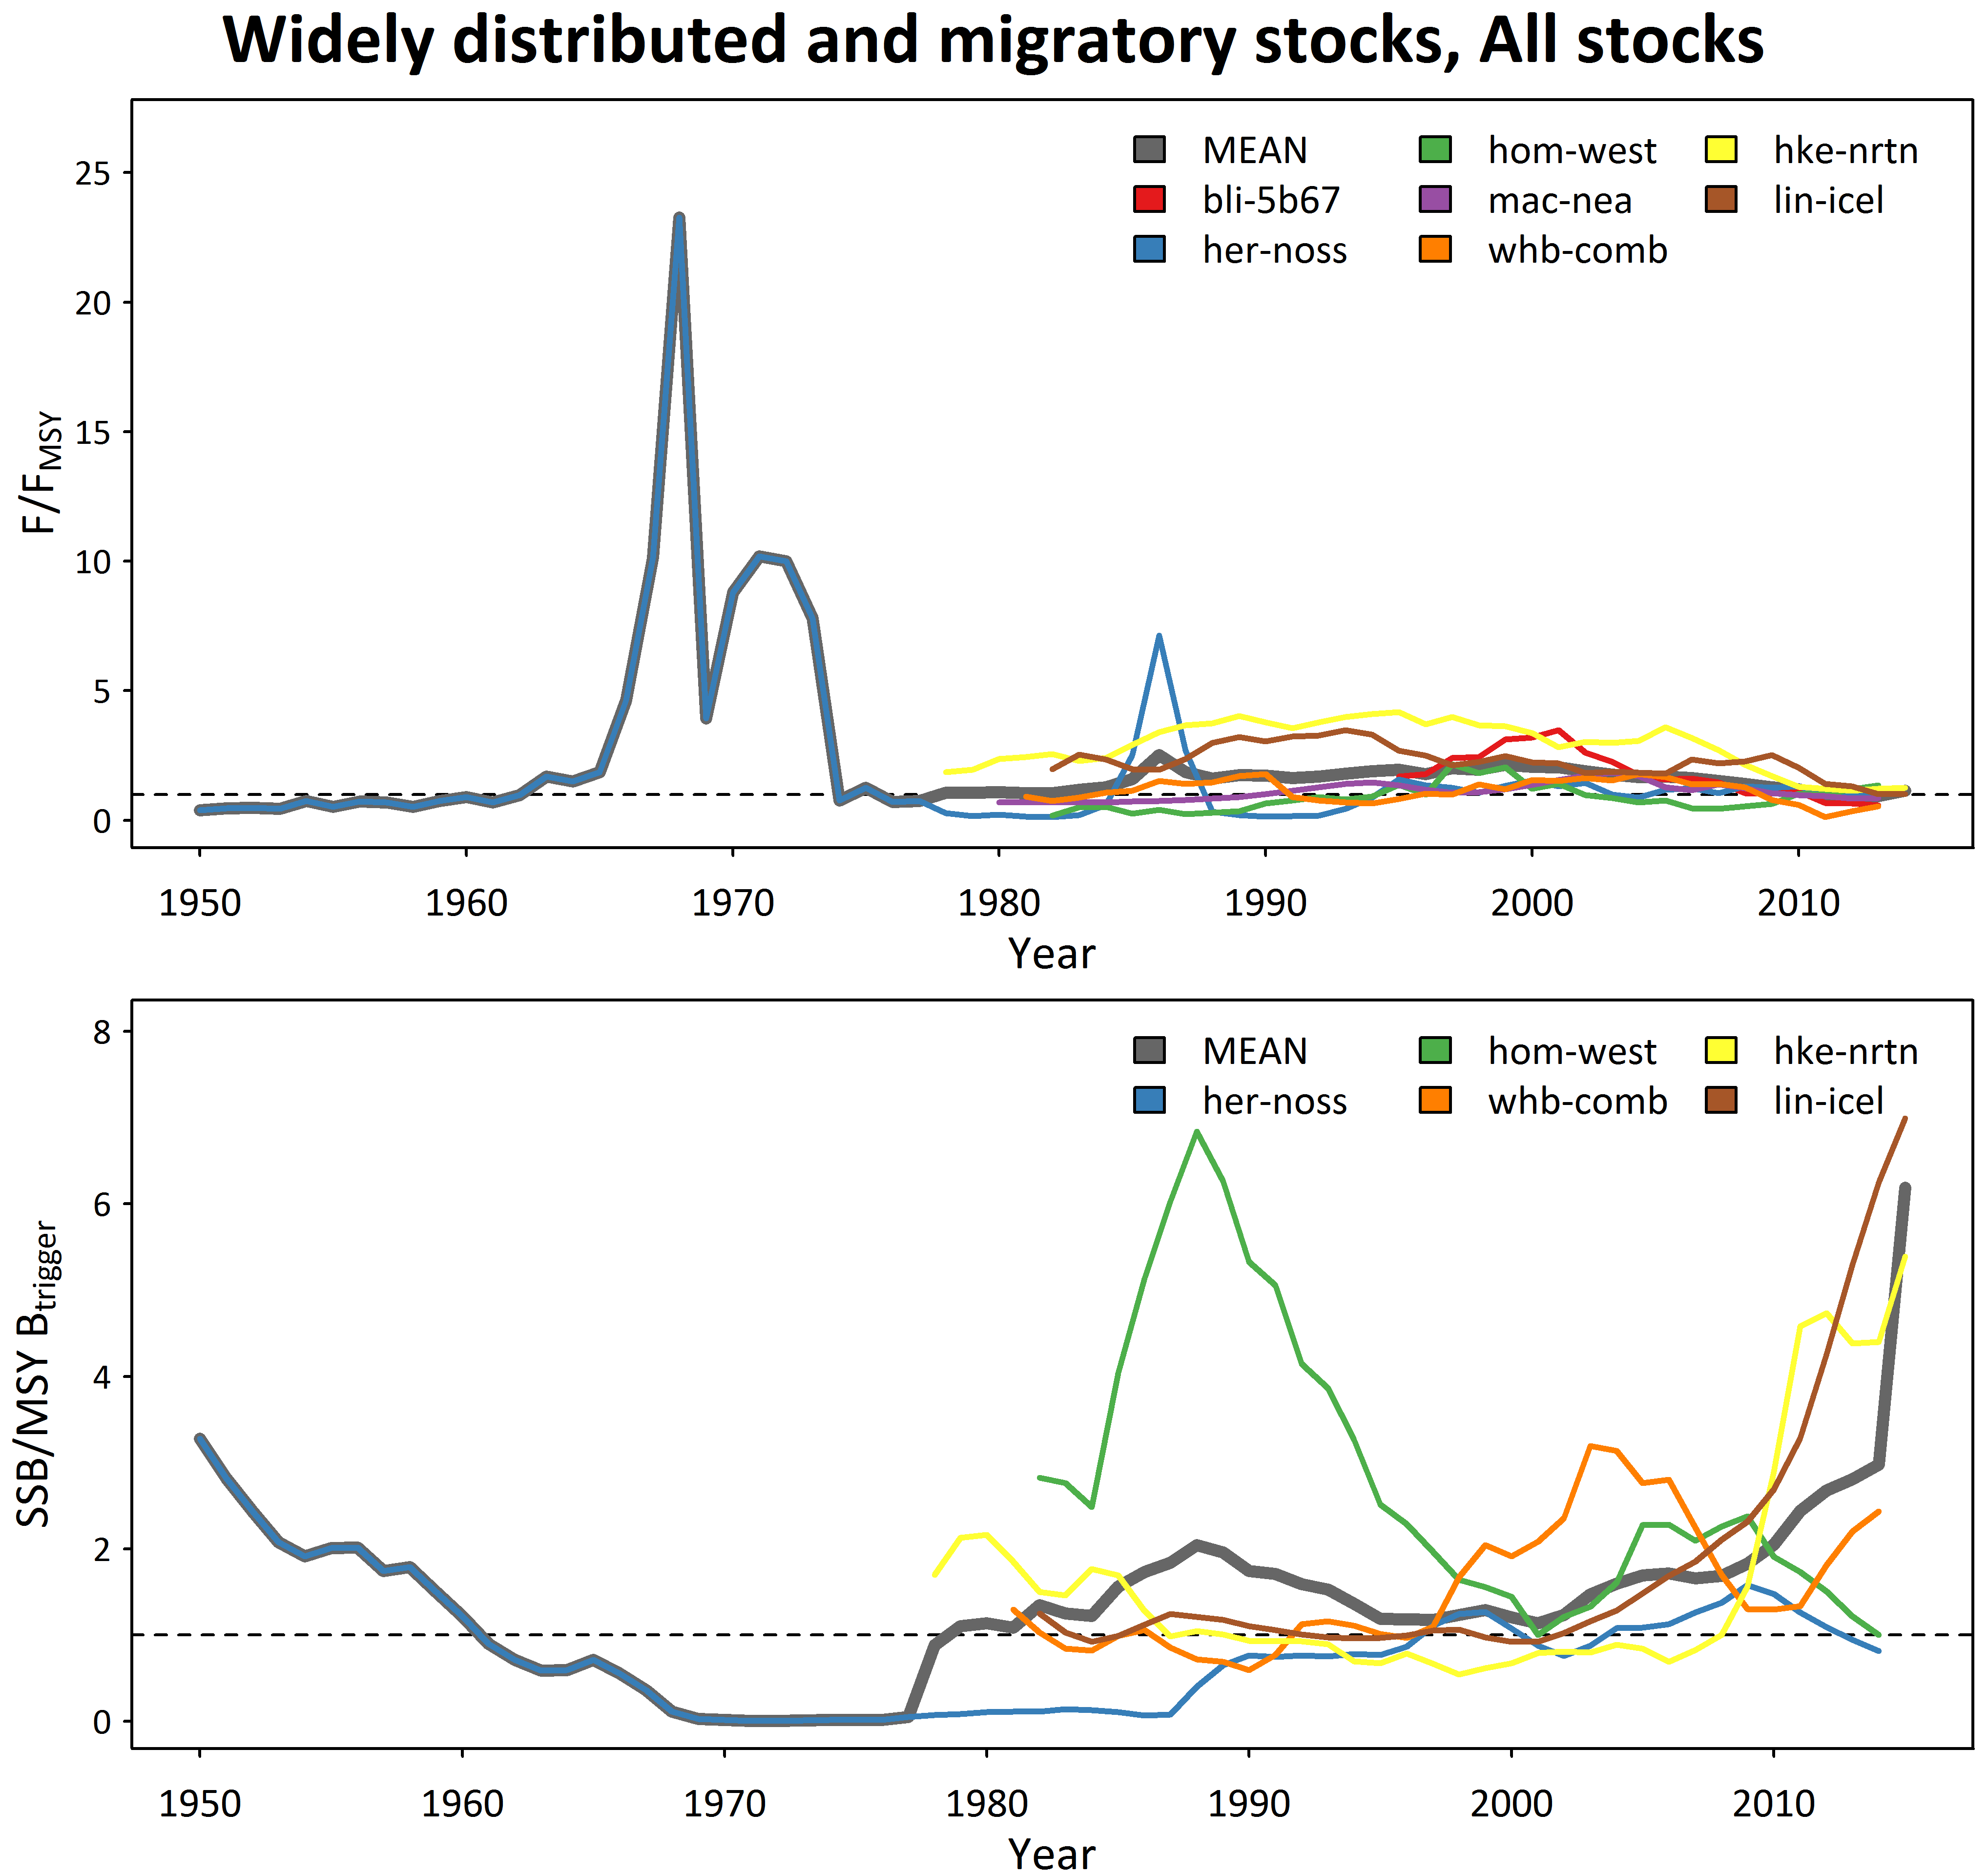 Widely distributed and migratory stocks, All stocks
F/FMSY
25
20
15
10
5
0
MEAN hom-west hke-nrtn
bli-5b67 mac-nea lin-icel
her-noss whb-comb
1950 1960 1970 1980 1990 2000 2010
Year
SSB/MSY Btrigger
8
6
4
2
0
MEAN hom-west hke-nrtn
her-noss whb-comb lin-icel
1950 1960 1970 1980 1990 2000 2010
Year